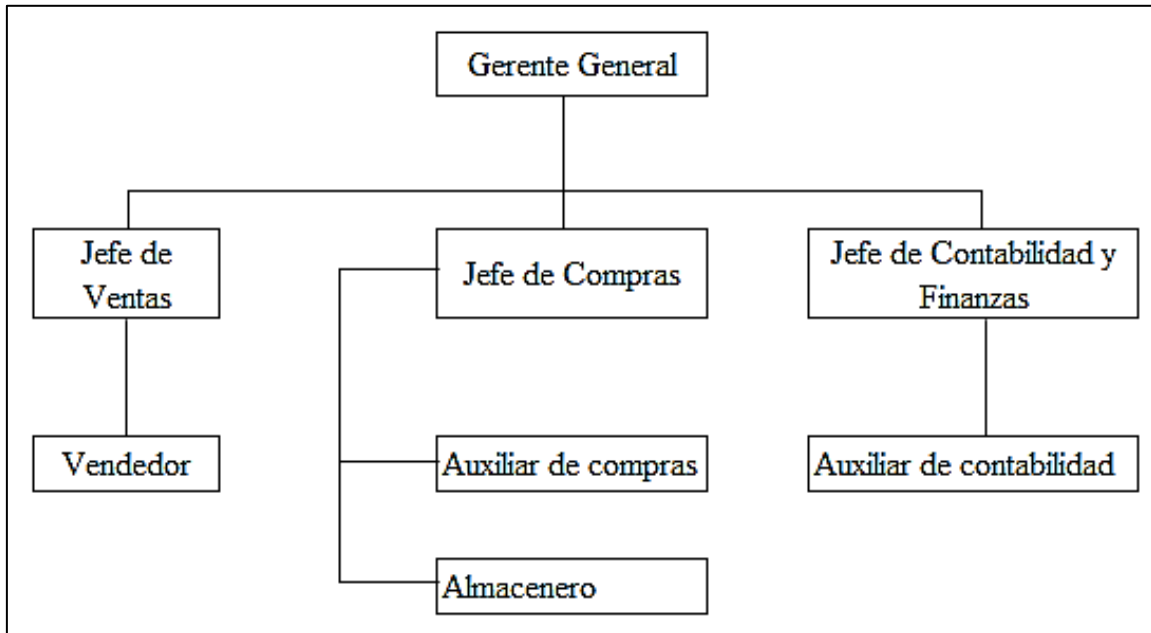 Gerente General
Jefe de
Ventas
Jefe de Compras
Jefe de Contabilidad y
Finanzas
Vendedor
Auxiliar de compras
Auxiliar de contabilidad
Almacenero